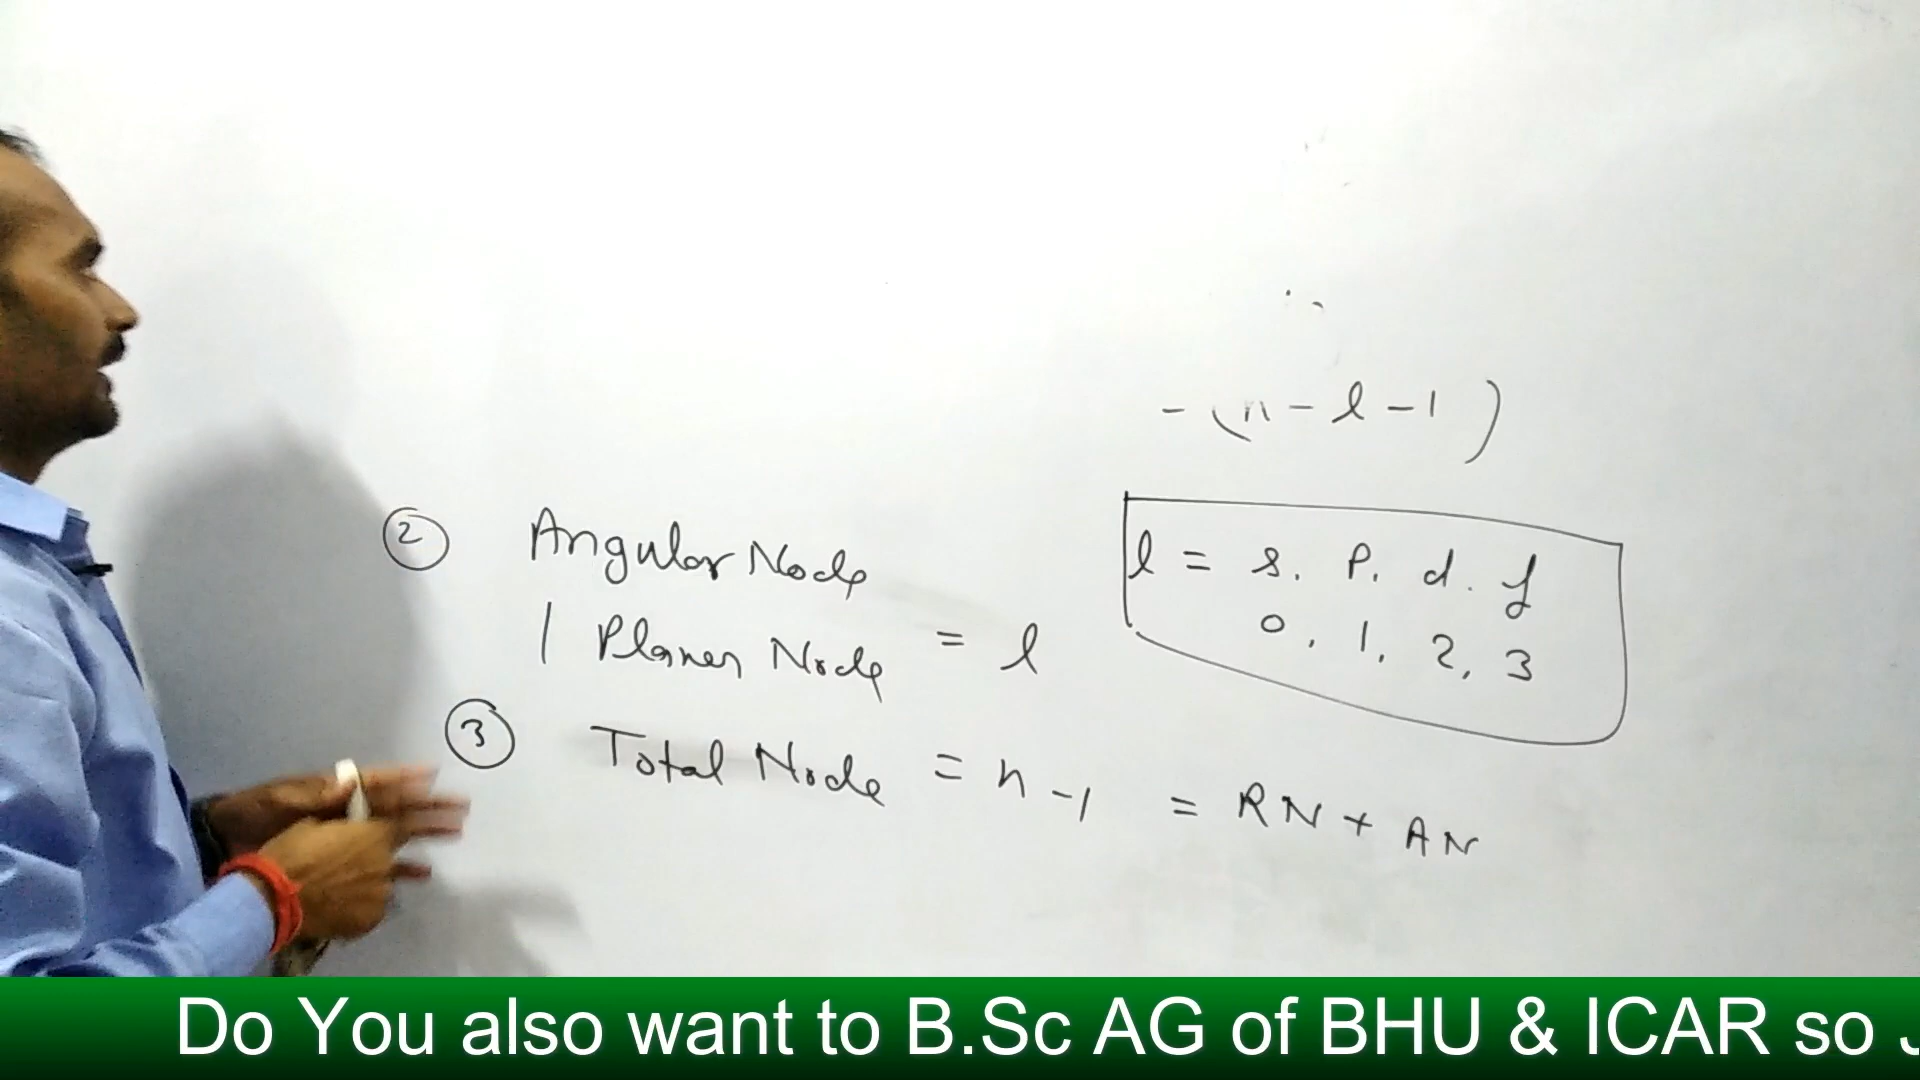 - (n - l - 1)
② Angular Node
| Planer Node = l
l = s. p. d. f
0, 1, 2, 3
③ Total Node = n - 1 = RN + AN
Do You also want to B.Sc AG of BHU & ICAR so J